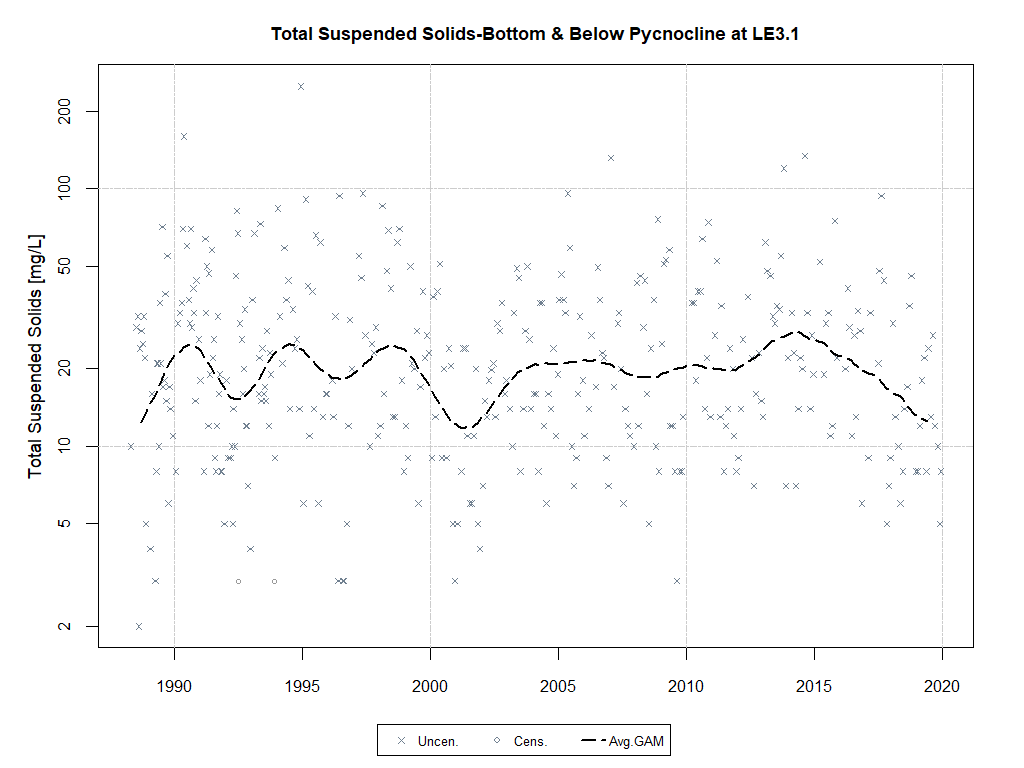 Total Suspended Solids-Bottom & Below Pycnocline at LE3.1
Total Suspended Solids [mg/L]
200
100
50
20
10
5
2
1990 1995 2000 2005 2010 2015 2020
Uncen. Cens. Avg.GAM